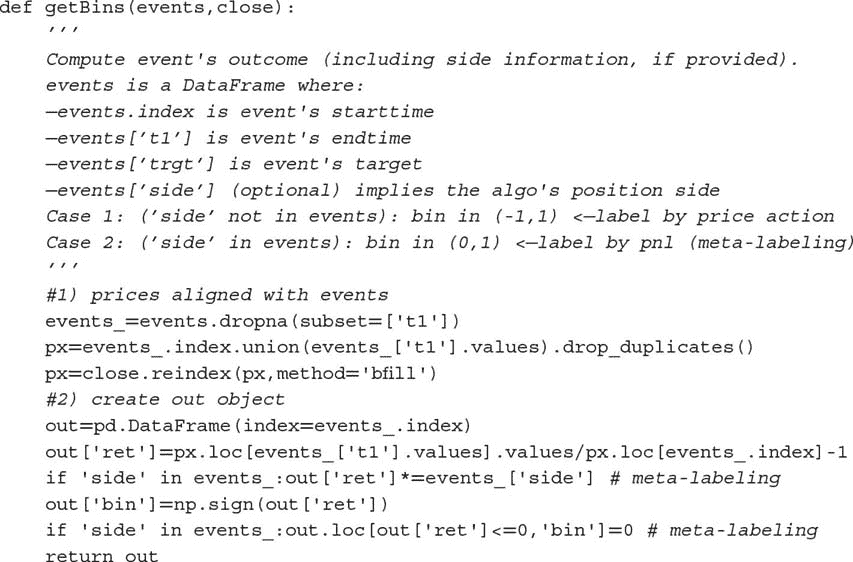 def getBins(events,close):
    ’’’
    Compute event's outcome (including side information, if provided).
    events is a DataFrame where:
    —events.index is event's starttime
    —events[’t1’] is event's endtime
    —events[’trgt’] is event's target
    —events[’side’] (optional) implies the algo's position side
    Case 1: (’side’ not in events): bin in (-1,1) <—label by price action
    Case 2: (’side’ in events): bin in (0,1) <—label by pnl (meta-labeling)
    ’’’
    #1) prices aligned with events
    events_=events.dropna(subset=['t1'])
    px=events_.index.union(events_['t1'].values).drop_duplicates()
    px=close.reindex(px,method='bfill')
    #2) create out object
    out=pd.DataFrame(index=events_.index)
    out['ret']=px.loc[events_['t1'].values].values/px.loc[events_.index]-1
    if 'side' in events_:out['ret']*=events_['side'] # meta-labeling
    out['bin']=np.sign(out['ret'])
    if 'side' in events_:out.loc[out['ret']<=0,'bin']=0 # meta-labeling
    return out